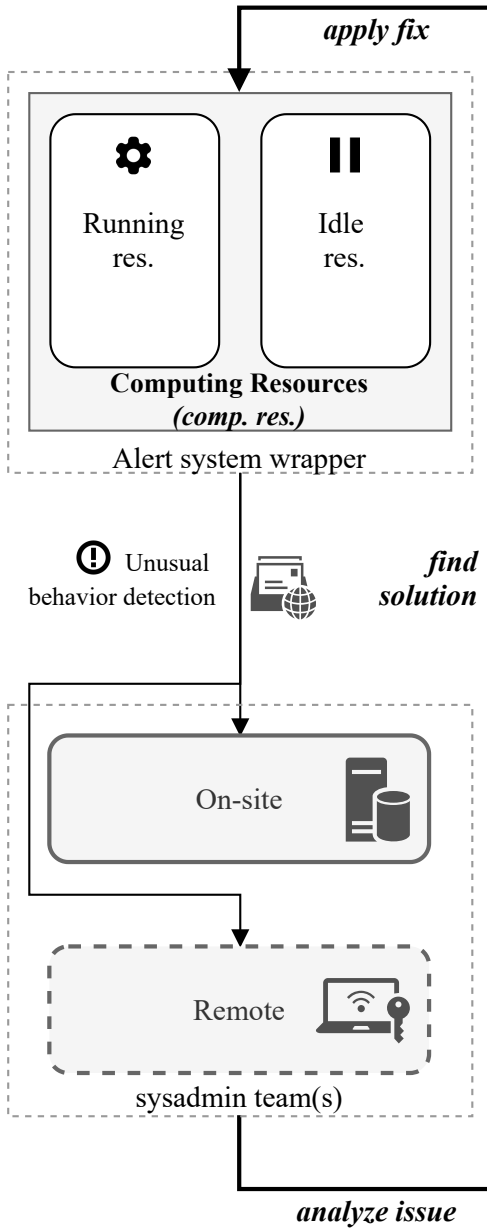 apply fix
Running
res.
Idle
res.
Computing Resources
(comp. res.)
Alert system wrapper
Unusual
behavior detection
find
solution
On-site
Remote
sysadmin team(s)
analyze issue